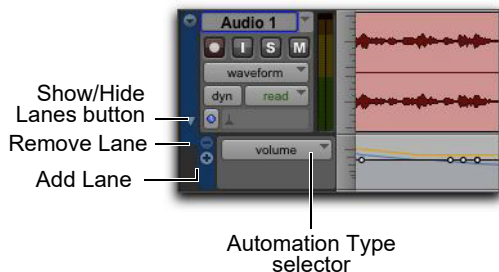 Audio 1
I S M
waveform
dyn read
Show/Hide
Lanes button
Remove Lane
volume
Add Lane
Automation Type
selector